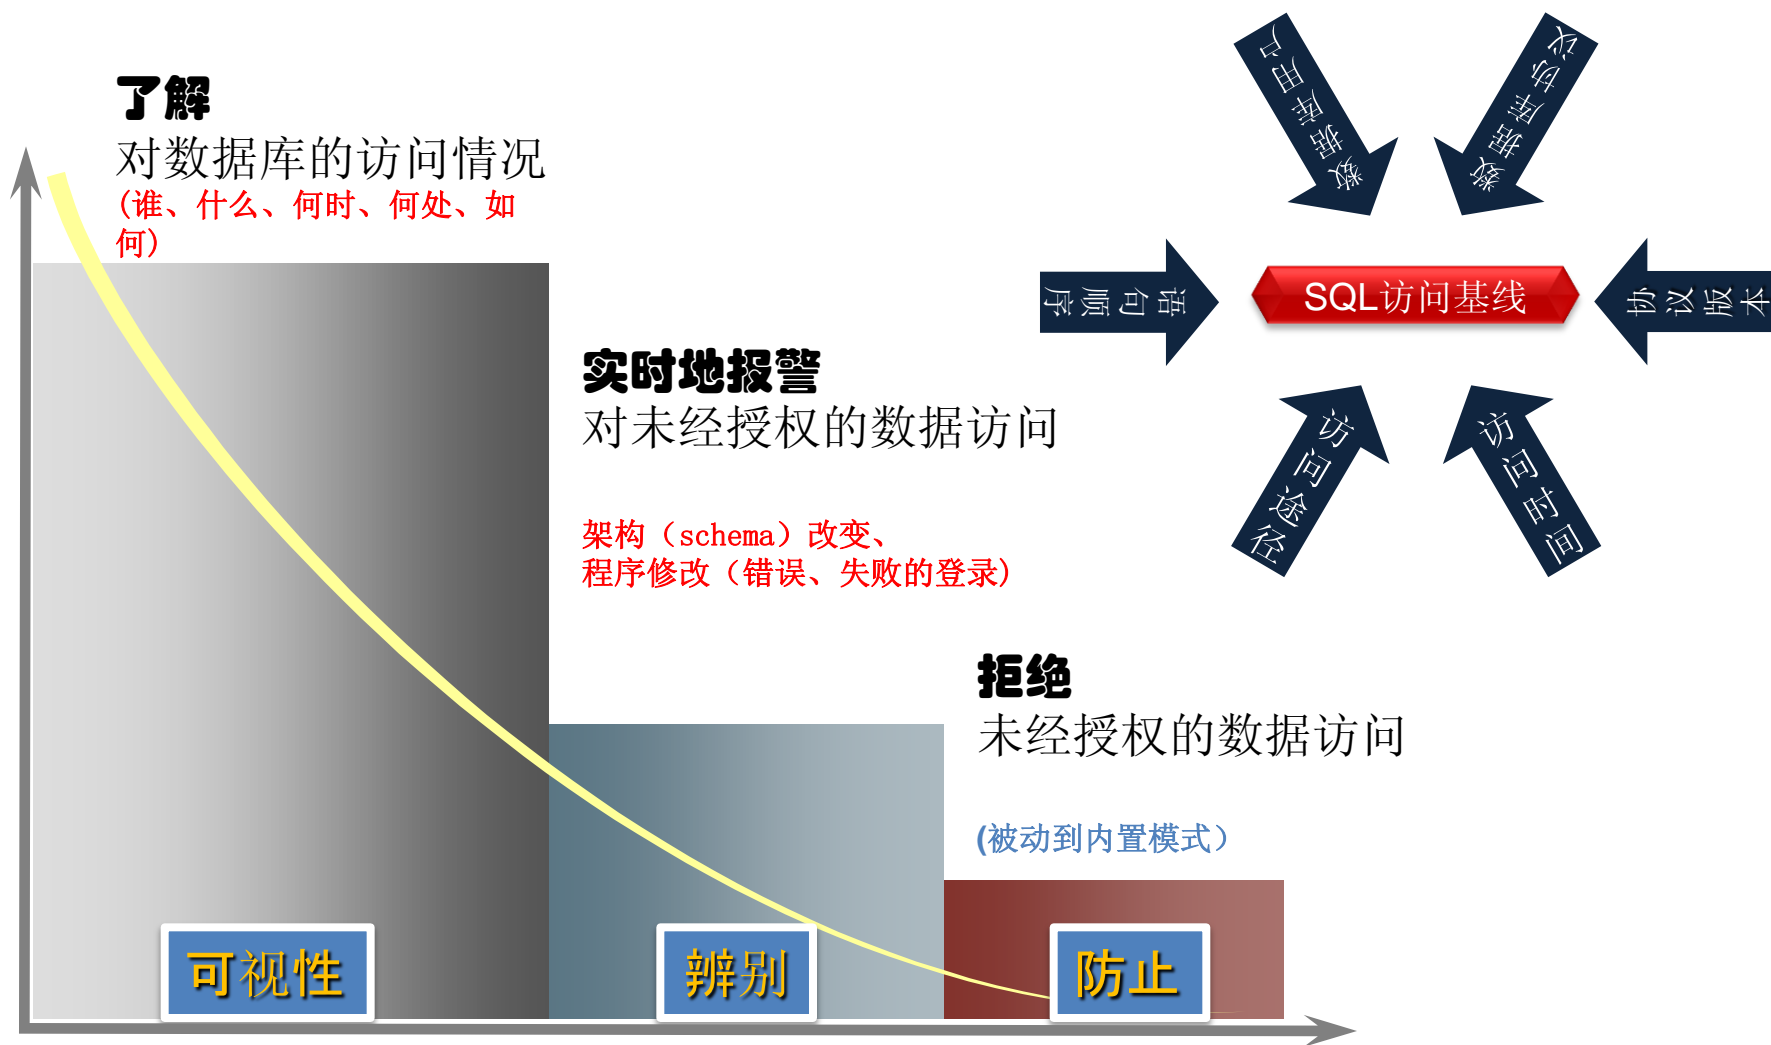 了解
对数据库的访问情况
(谁、什么、何时、何处、如
何)
实时地报警
对未经授权的数据访问
架构（schema）改变、
程序修改（错误、失败的登录)
拒绝
未经授权的数据访问
(被动到内置模式）
可视性
辨别
防止
数据库用户
数据库协议
语句顺序
SQL访问基线
协议版本
访问途径
访问时间